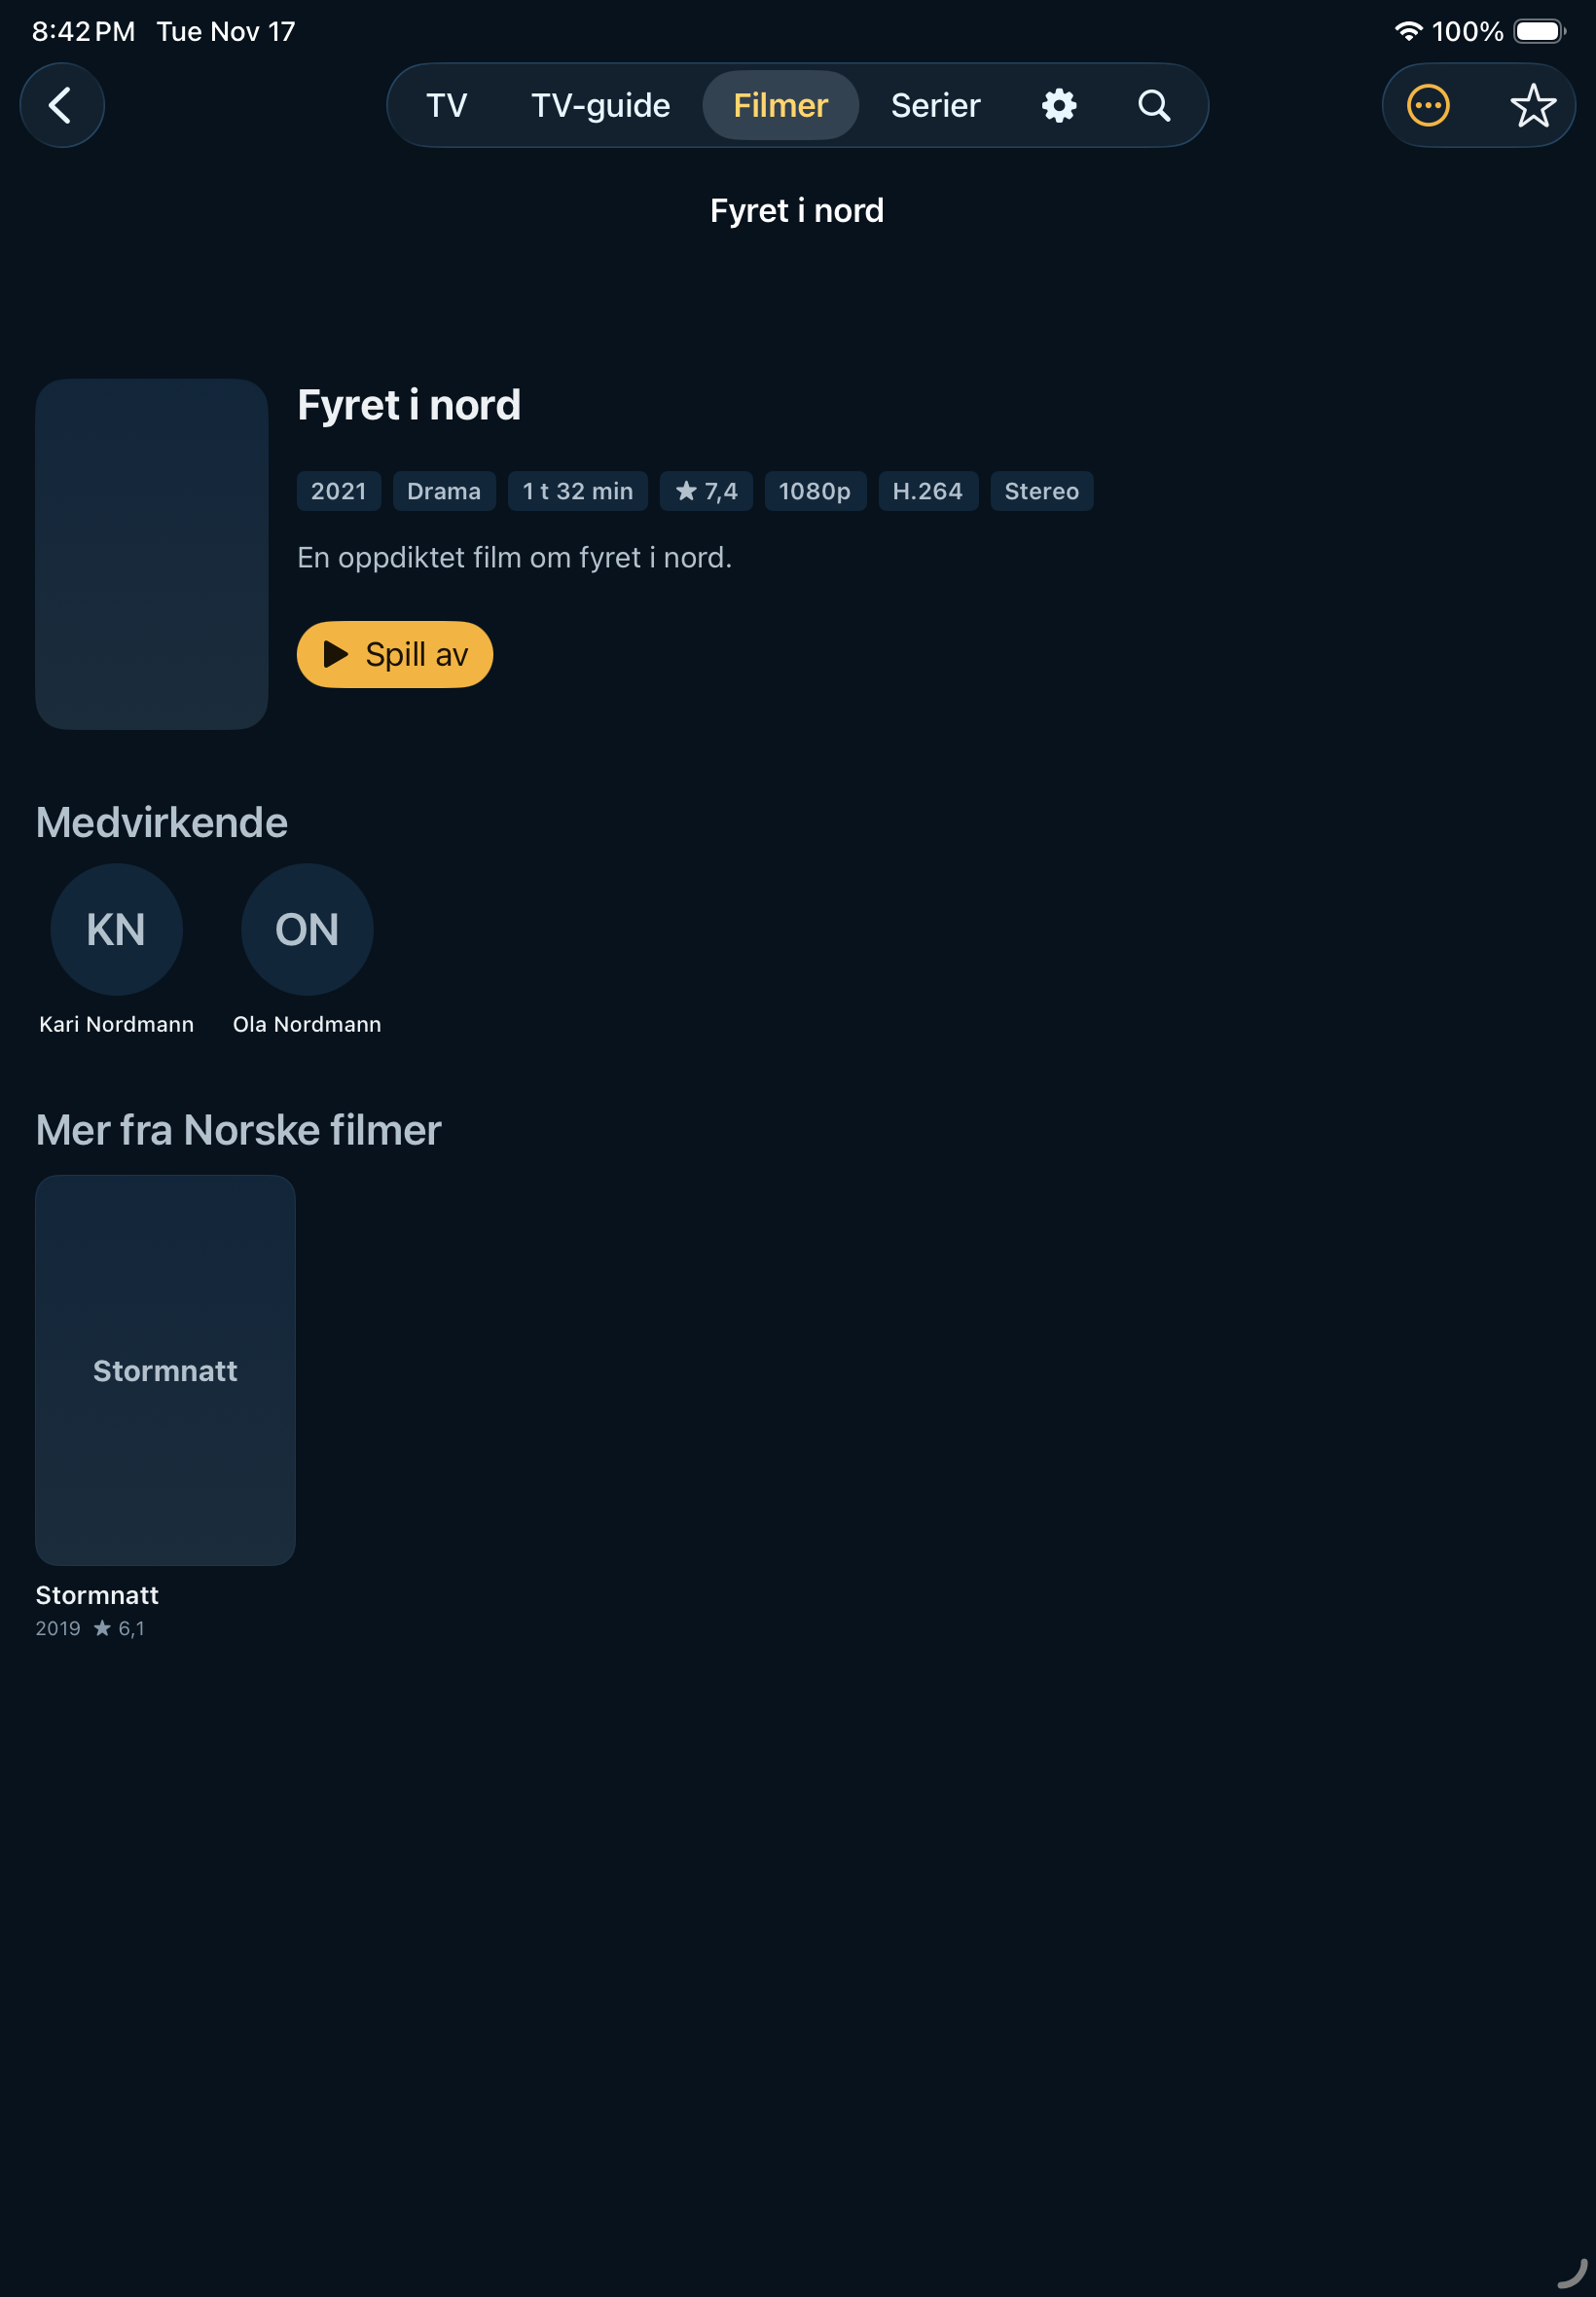 8:42 PM Tue Nov 17 100%
TV TV-guide Filmer Serier
Fyret i nord
Fyret i nord
2021 Drama 1 t 32 min ★ 7,4 1080p H.264 Stereo
En oppdiktet film om fyret i nord.
Spill av
Medvirkende
KN ON
Kari Nordmann Ola Nordmann
Mer fra Norske filmer
Stormnatt
Stormnatt
2019 ★ 6,1